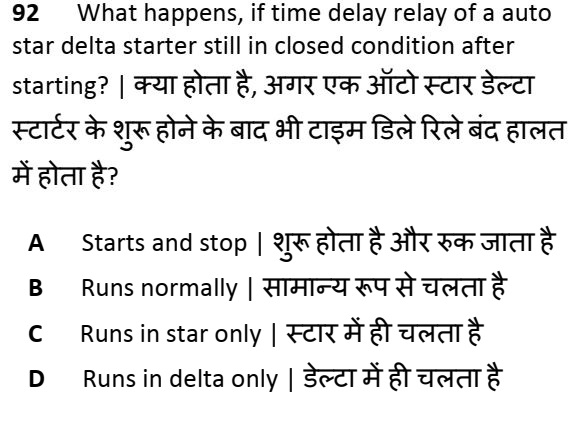 92 What happens, if time delay relay of a auto
star delta starter still in closed condition after
starting? | क्या होता है, अगर एक ऑटो स्टार डेल्टा
स्टार्टर के शुरू होने के बाद भी टाइम डिले रिले बंद हालत
में होता है?
A Starts and stop | शुरू होता है और रुक जाता है
B Runs normally | सामान्य रूप से चलता है
C Runs in star only | स्टार में ही चलता है
D Runs in delta only | डेल्टा में ही चलता है